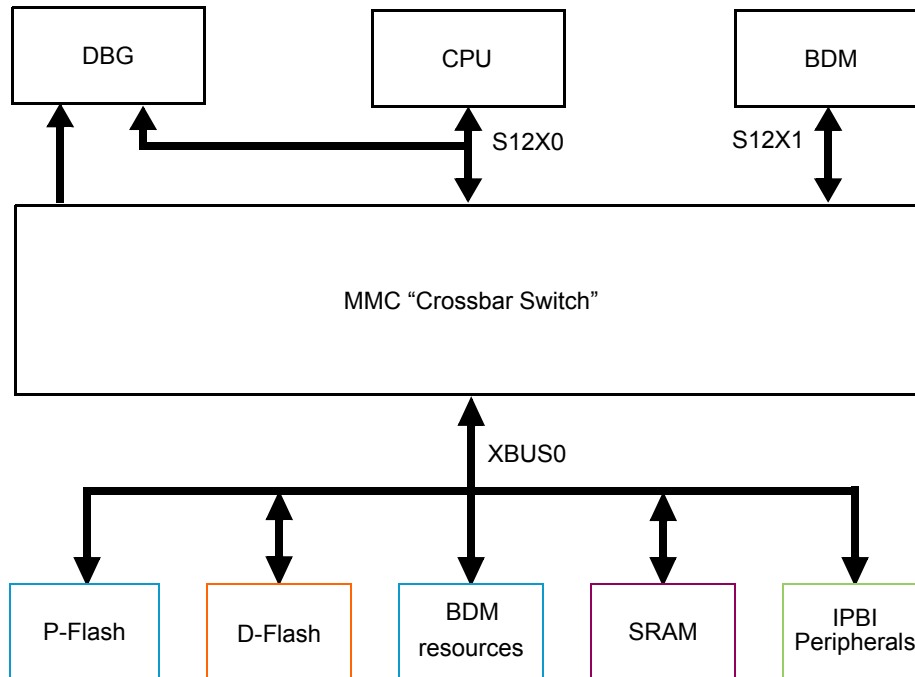 DBG
CPU
BDM
S12X0
S12X1
MMC “Crossbar Switch”
XBUS0
P-Flash
D-Flash
BDM
resources
SRAM
IPBI
Peripherals